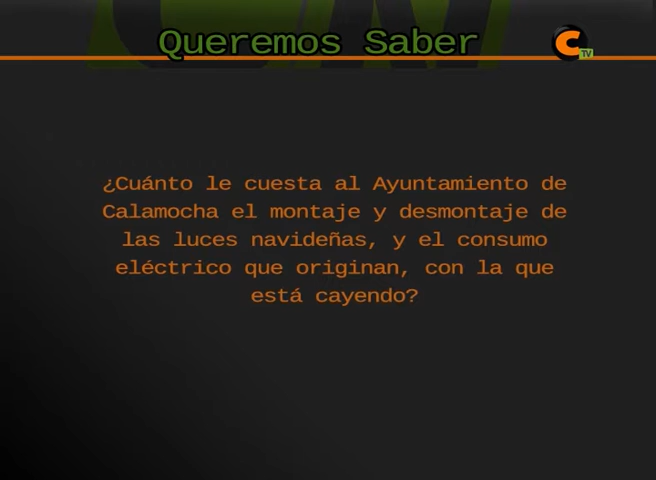 Queremos Saber
C
TV
¿Cuánto le cuesta al Ayuntamiento de
Calamocha el montaje y desmontaje de
las luces navideñas, y el consumo
eléctrico que originan, con la que
está cayendo?